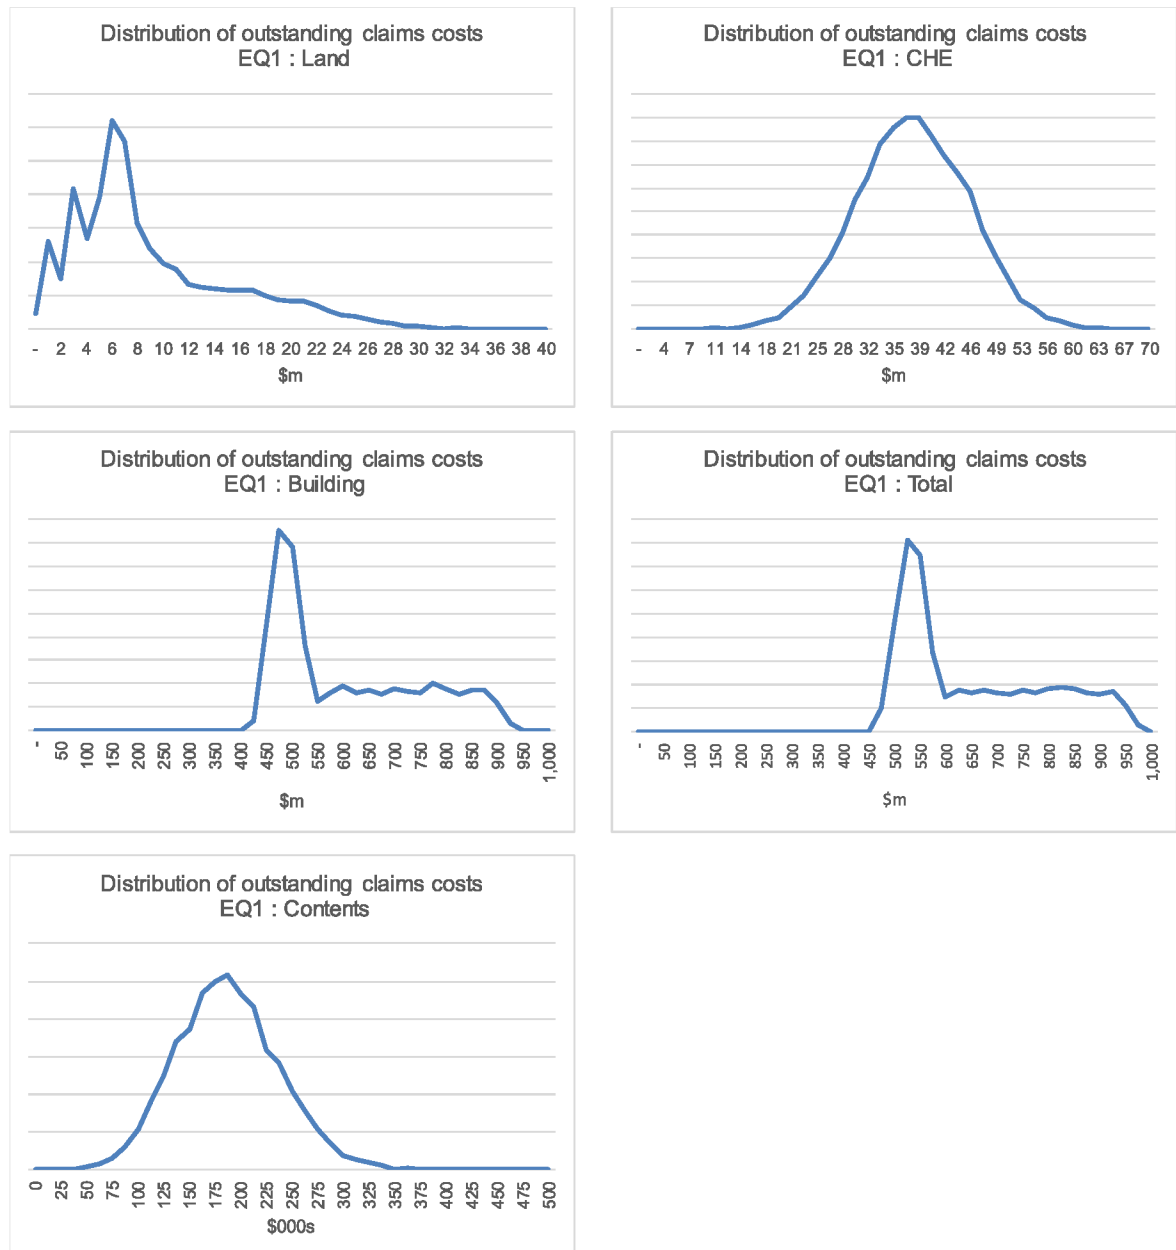 Distribution of outstanding claims costs
EQ1 : Land
- 2 4 6 8 10 12 14 16 18 20 22 24 26 28 30 32 34 36 38 40
$m
Distribution of outstanding claims costs
EQ1 : CHE
- 4 7 11 14 18 21 25 28 32 35 39 42 46 49 53 56 60 63 67 70
$m
Distribution of outstanding claims costs
EQ1 : Building
- 50 100 150 200 250 300 350 400 450 500 550 600 650 700 750 800 850 900 950 1,000
$m
Distribution of outstanding claims costs
EQ1 : Total
- 50 100 150 200 250 300 350 400 450 500 550 600 650 700 750 800 850 900 950 1,000
$m
Distribution of outstanding claims costs
EQ1 : Contents
0 25 50 75 100 125 150 175 200 225 250 275 300 325 350 375 400 425 450 475 500
$000s